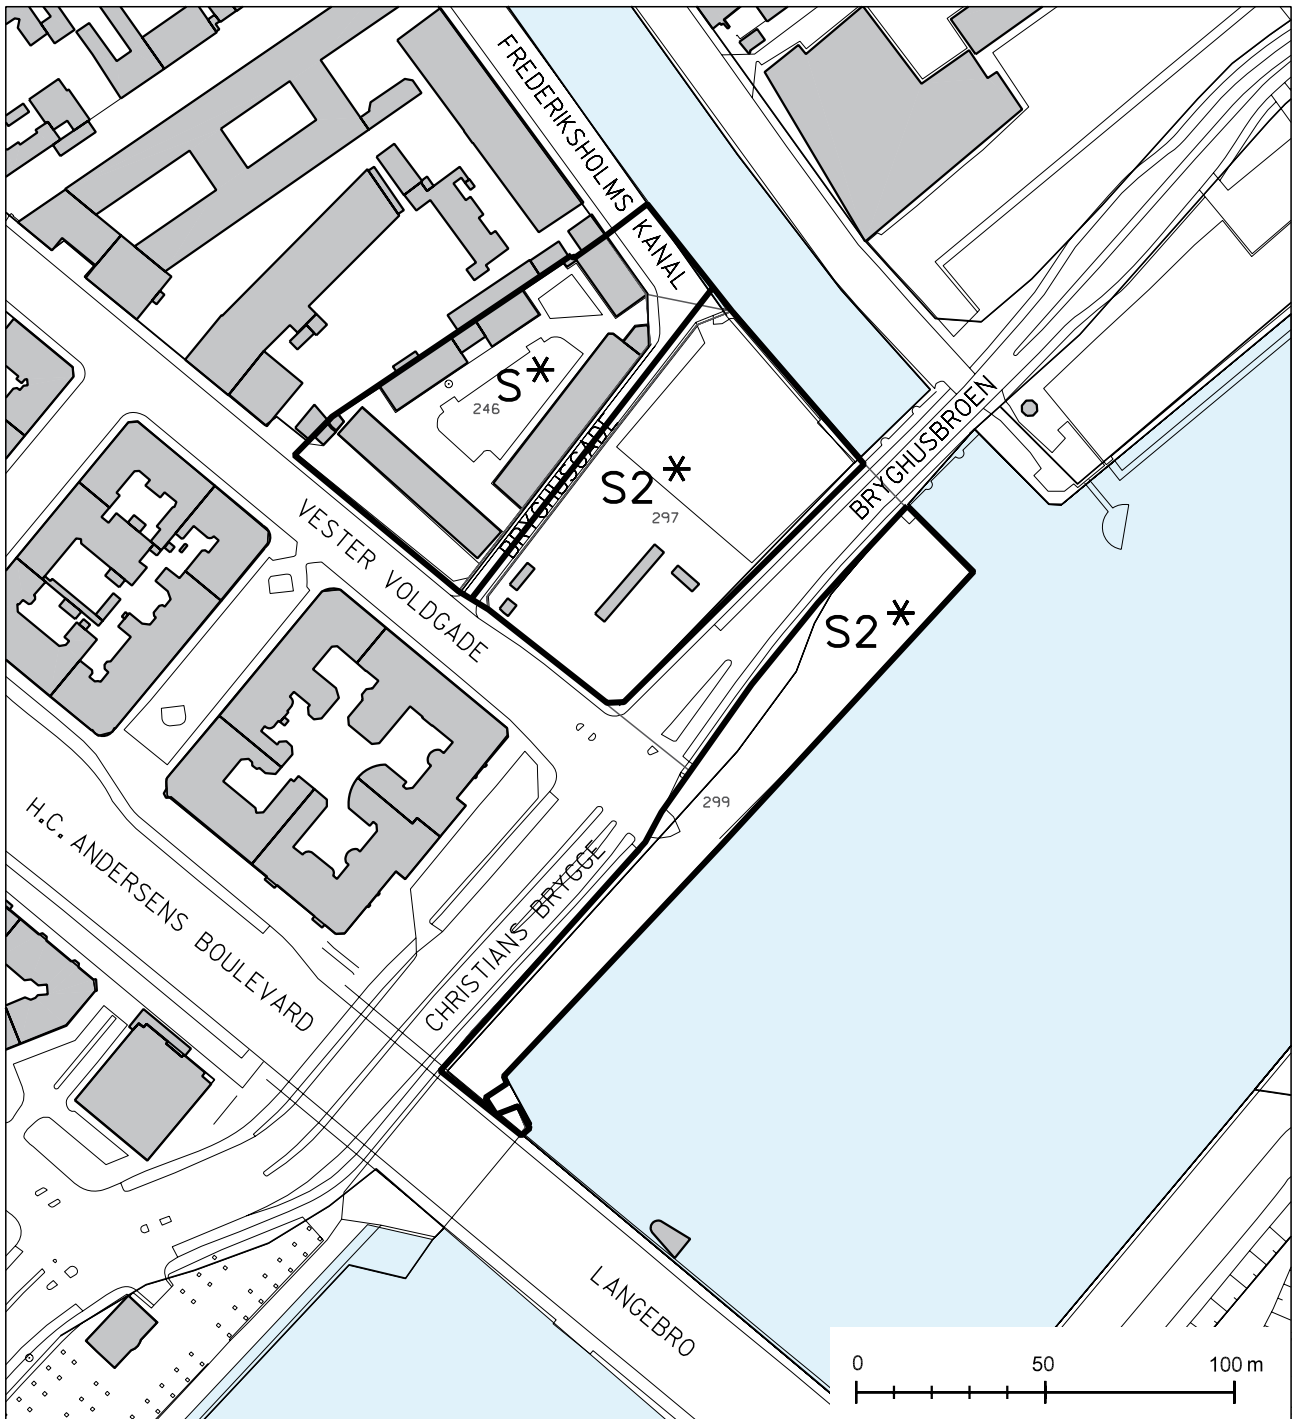 FREDERIKSHOLMS KANAL
S*
246
BRYGHUSGADE
S2*
297
BRYGHUSBROEN
VESTER VOLDGADE
S2*
299
H.C. ANDERSENS BOULEVARD
CHRISTIANS BRYGGE
LANGEBRO
0 50 100 m